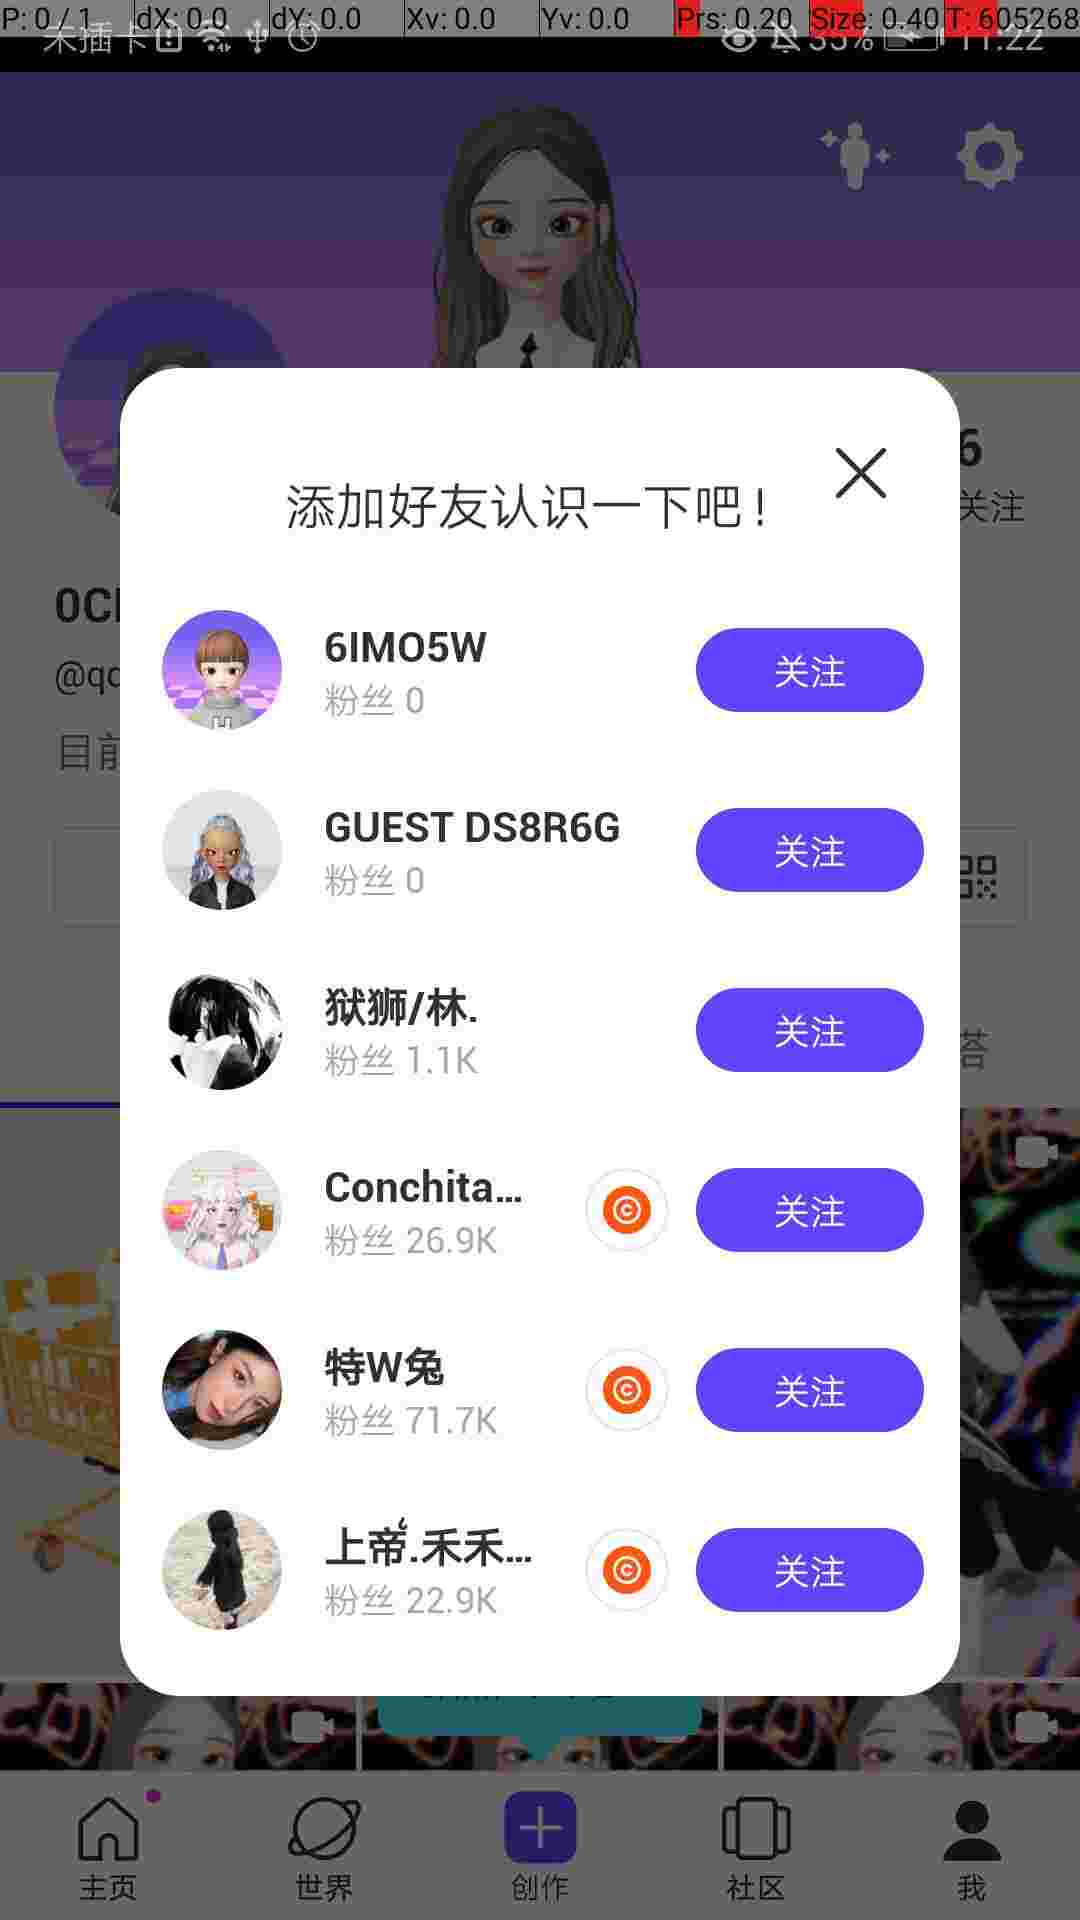 P: 0 / 1 dX: 0.0 dY: 0.0 Xv: 0.0 Yv: 0.0 Prs: 0.20 Size: 0.40 T: 605268
未插卡 35% 11:22
6
关注
添加好友认识一下吧！
0C
@qc
目前
6IMO5W
粉丝 0
关注
GUEST DS8R6G
粉丝 0
关注
狱狮/林.
粉丝 1.1K
关注
答
Conchita...
粉丝 26.9K
关注
特W兔
粉丝 71.7K
关注
上帝.禾禾...
粉丝 22.9K
关注
主页
世界
创作
社区
我